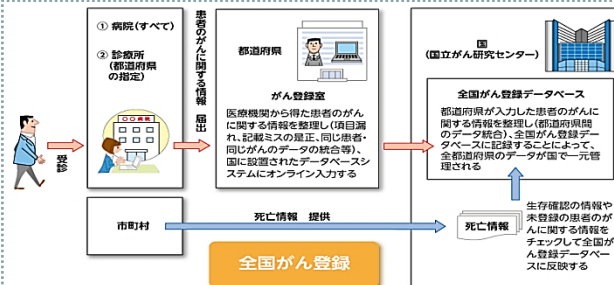 ① 病院(すべて)
② 診療所
(都道府県
の指定)
○○病院
受診
患者のがんに関する情報 届出
都道府県
がん登録室
医療機関から得た患者のがん
に関する情報を整理し(項目漏
れ、記載ミスの是正、同じ患者・
同じがんのデータの統合等)、
国に設置されたデータベースシ
ステムにオンライン入力する
国
(国立がん研究センター)
全国がん登録データベース
都道府県が入力した患者のがんに
関する情報を整理し(都道府県間
のデータ統合)、全国がん登録デー
タベースに記録することによって、
全都道府県のデータが国で一元管
理される
市町村
死亡情報 提供
死亡情報
生存確認の情報や
未登録の患者のが
んに関する情報を
チェックして全国が
ん登録データベー
スに反映する
全国がん登録